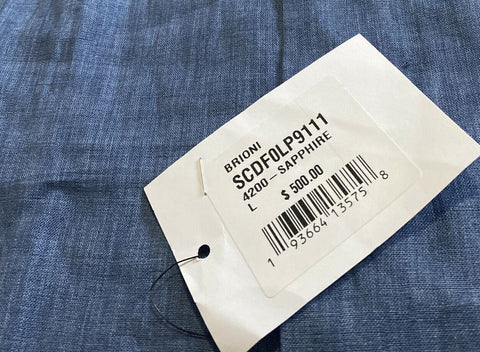 BRIONI
SCDF0LP9111
4200-SAPPHIRE
L
$ 500.00
1 93664 13575 8